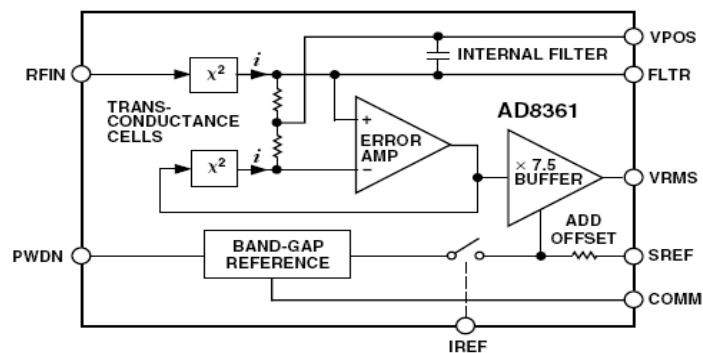 VPOS
χ²
i
INTERNAL FILTER
RFIN
FLTR
TRANS-
CONDUCTANCE
CELLS
AD8361
+
ERROR
AMP
−
× 7.5
BUFFER
χ²
i
VRMS
ADD
OFFSET
BAND-GAP
REFERENCE
PWDN
SREF
COMM
IREF